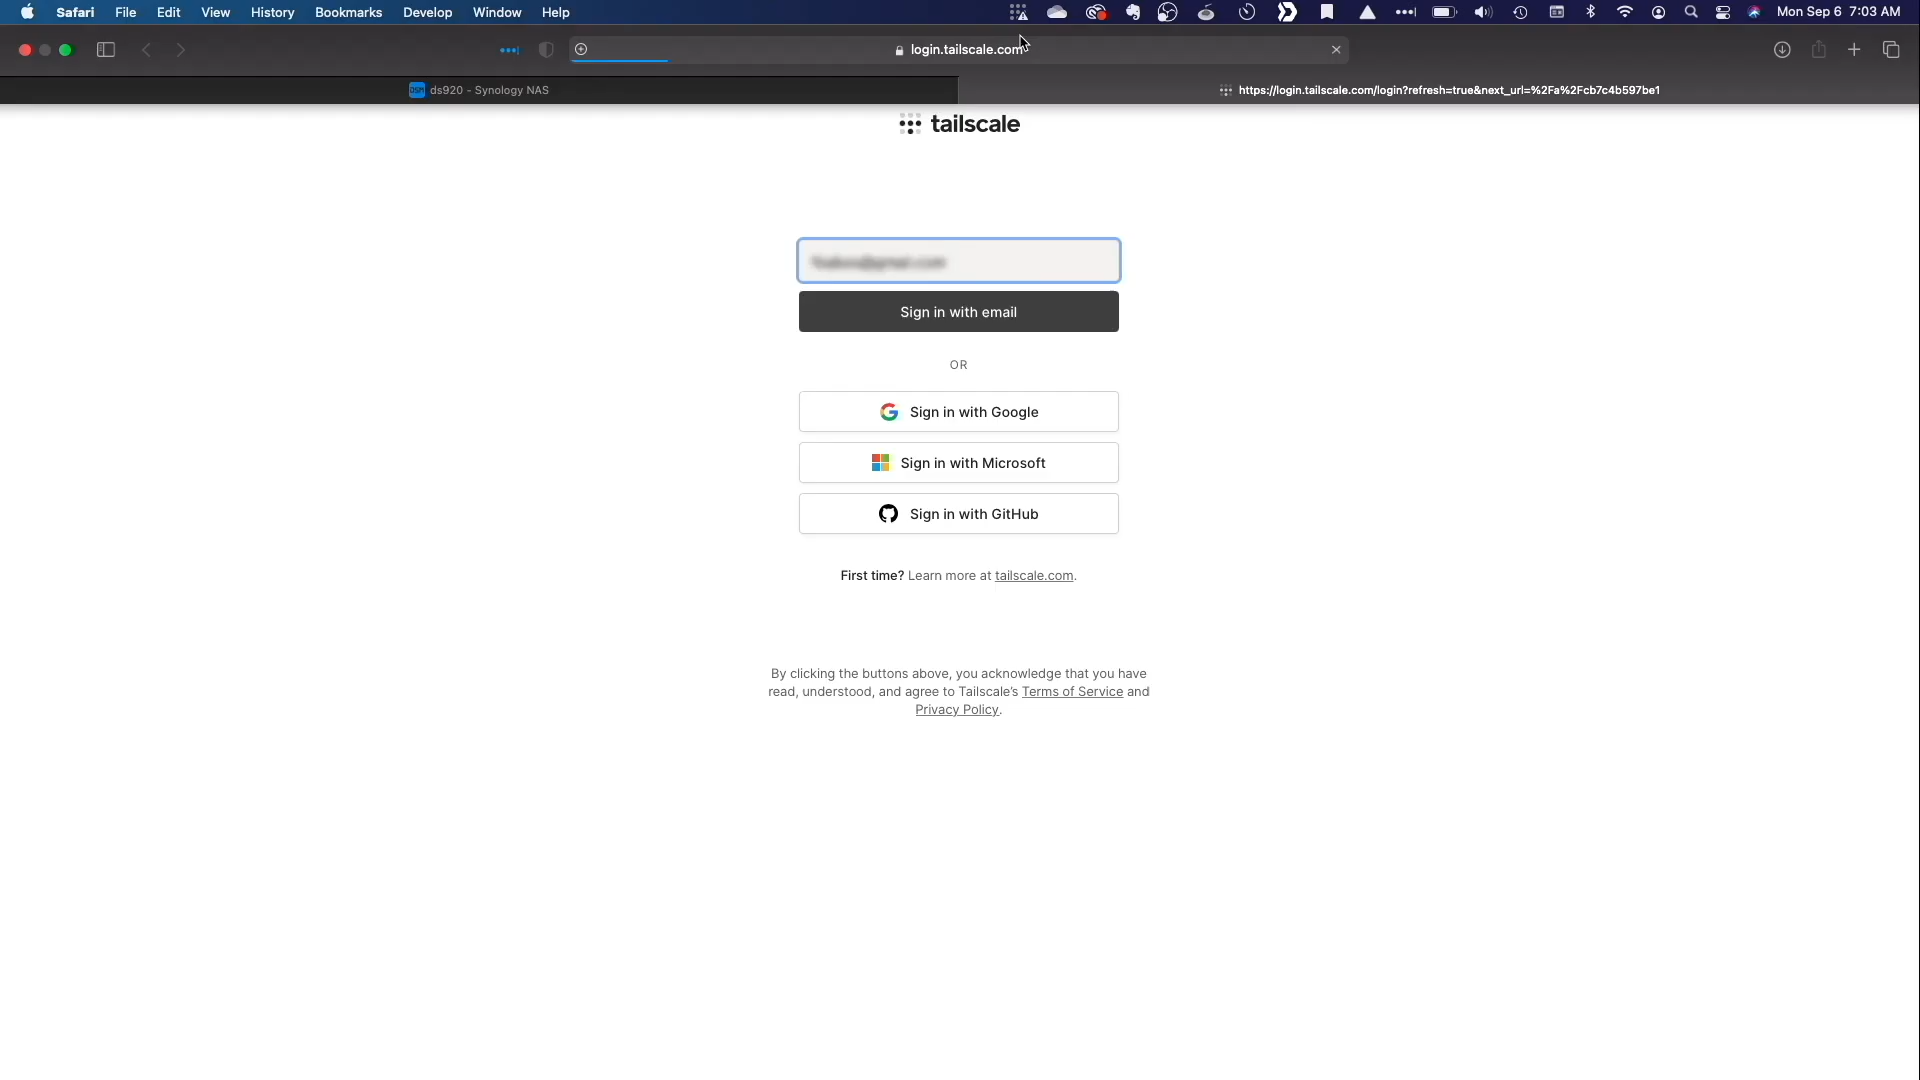 Safari File Edit View History Bookmarks Develop Window Help Mon Sep 6 7:03 AM
login.tailscale.com
DSM ds920 - Synology NAS
https://login.tailscale.com/login?refresh=true&next_url=%2Fa%2Fcb7c4b597be1
tailscale
Sign in with email
OR
Sign in with Google
Sign in with Microsoft
Sign in with GitHub
First time? Learn more at tailscale.com.
By clicking the buttons above, you acknowledge that you have
read, understood, and agree to Tailscale's Terms of Service and
Privacy Policy.